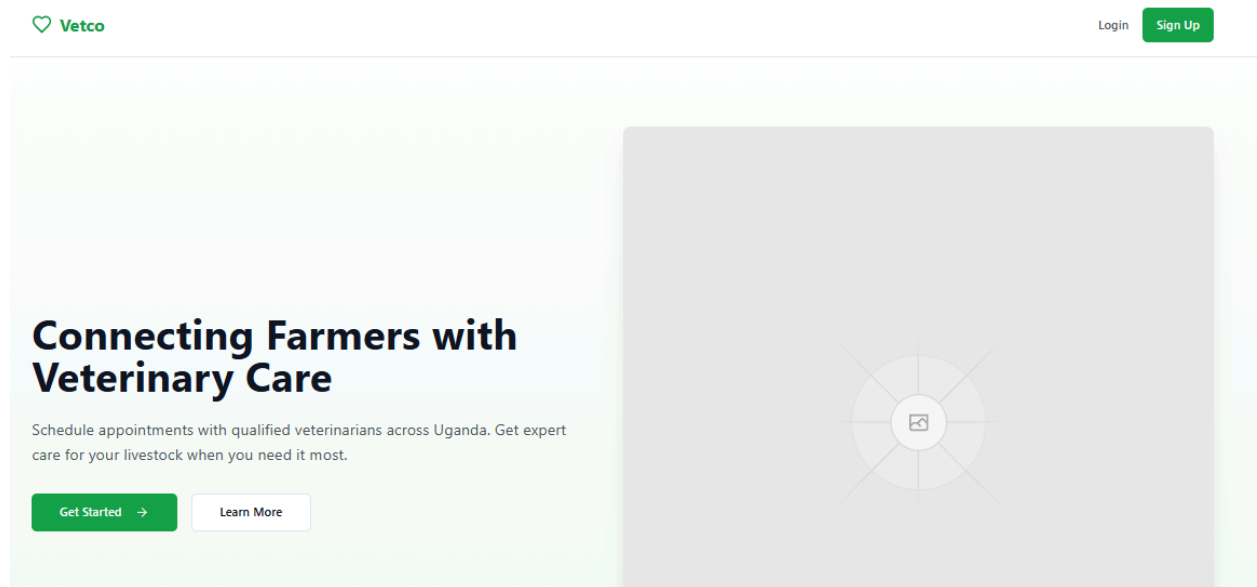 Vetco
Login
Sign Up
Connecting Farmers with
Veterinary Care
Schedule appointments with qualified veterinarians across Uganda. Get expert
care for your livestock when you need it most.
Get Started →
Learn More